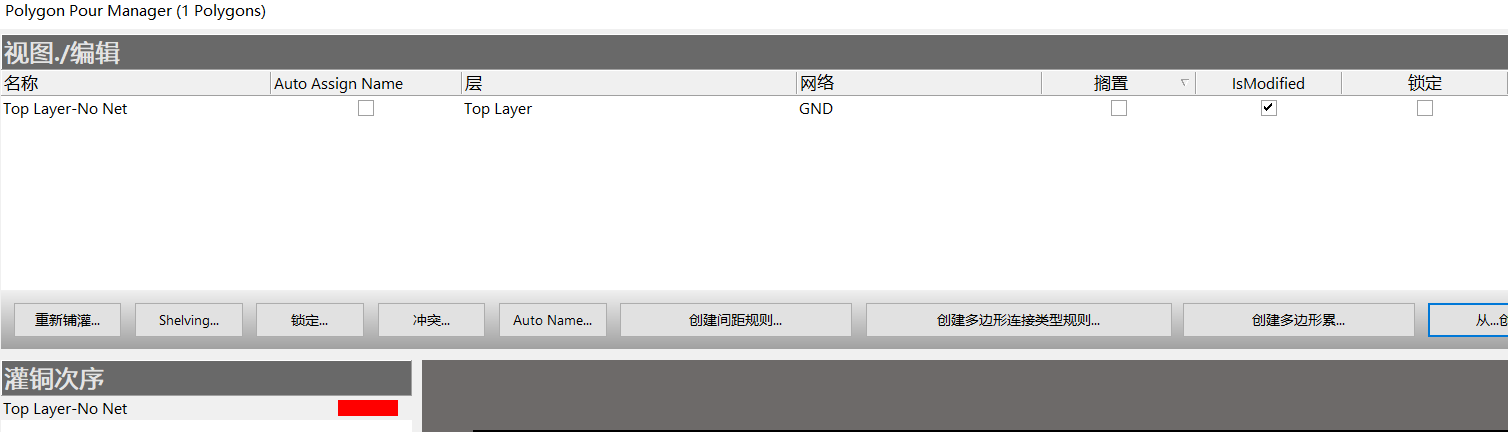 Polygon Pour Manager (1 Polygons)
视图./编辑
名称 Auto Assign Name 层 网络 搁置 IsModified 锁定
Top Layer-No Net Top Layer GND
重新铺灌... Shelving... 锁定... 冲突... Auto Name... 创建间距规则... 创建多边形连接类型规则... 创建多边形累... 从...创
灌铜次序
Top Layer-No Net